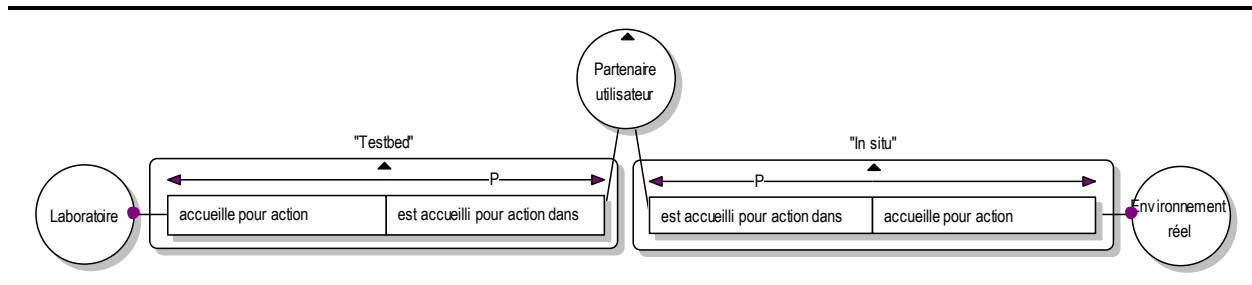 Partenaire
utilisateur
"Testbed"
"In situ"
P
P
Laboratoire
accueille pour action
est accueilli pour action dans
est accueilli pour action dans
accueille pour action
Environnement
réel